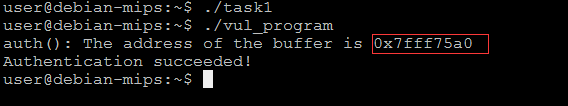 user@debian-mips:~$ ./task1
user@debian-mips:~$ ./vul_program
auth(): The address of the buffer is 0x7fff75a0
Authentication succeeded!
user@debian-mips:~$